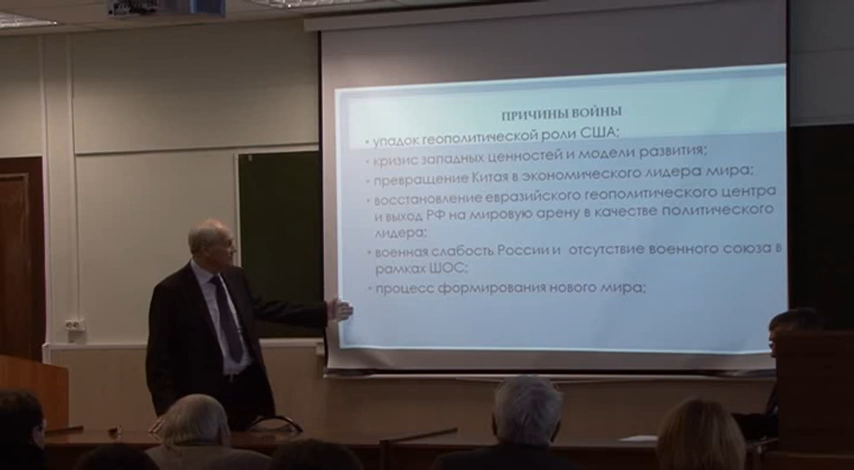 ПРИЧИНЫ ВОЙНЫ
• упадок геополитической роли США;
• кризис западных ценностей и модели развития;
• превращение Китая в экономического лидера мира;
• восстановление евразийского геополитического центра
и выход РФ на мировую арену в качестве политического
лидера;
• военная слабость России и отсутствие военного союза в
рамках ШОС;
• процесс формирования нового мира;